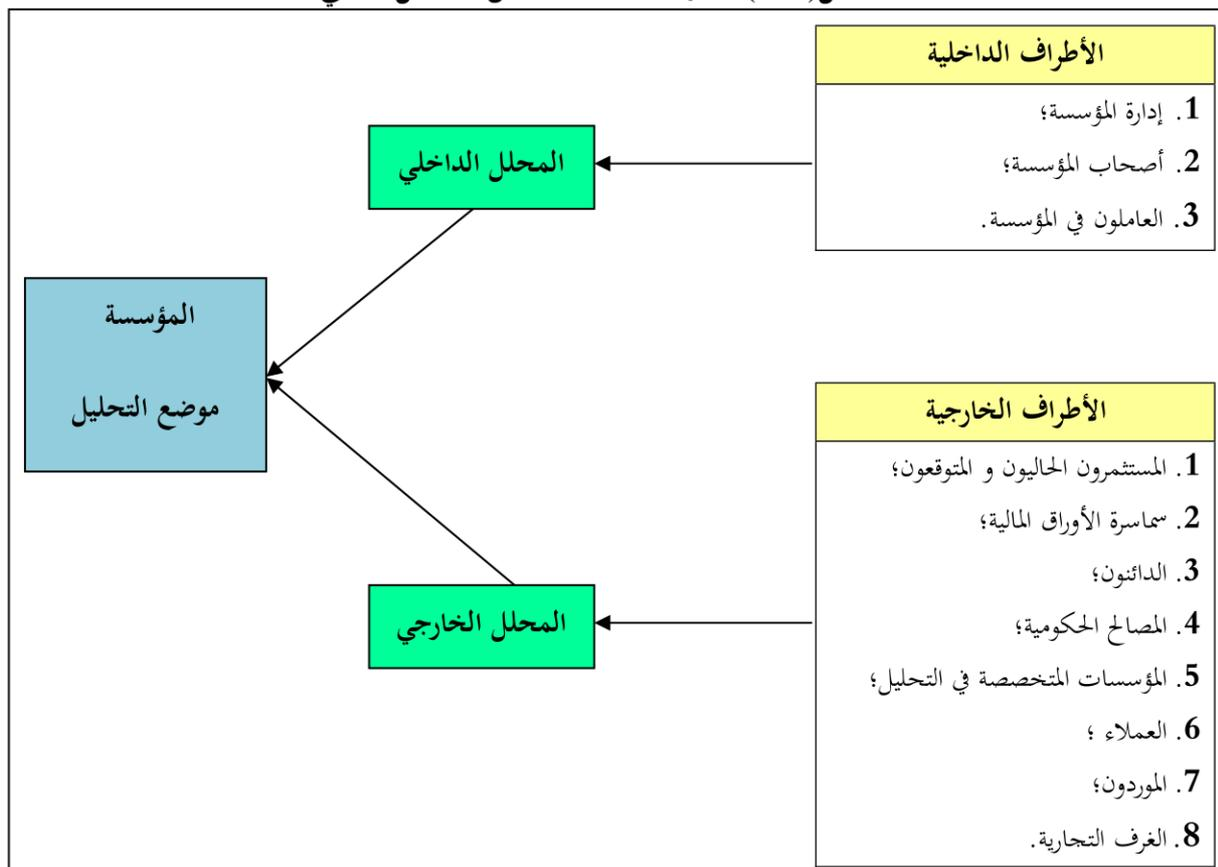 الأطراف الداخلية
1. إدارة المؤسسة؛
2. أصحاب المؤسسة؛
3. العاملون في المؤسسة.
المحلل الداخلي
المؤسسة
موضع التحليل
الأطراف الخارجية
1. المستثمرون الحاليون و المتوقعون؛
2. سماسرة الأوراق المالية؛
3. الدائنون؛
4. المصالح الحكومية؛
5. المؤسسات المتخصصة في التحليل؛
6. العملاء ؛
7. الموردون؛
8. الغرف التجارية.
المحلل الخارجي